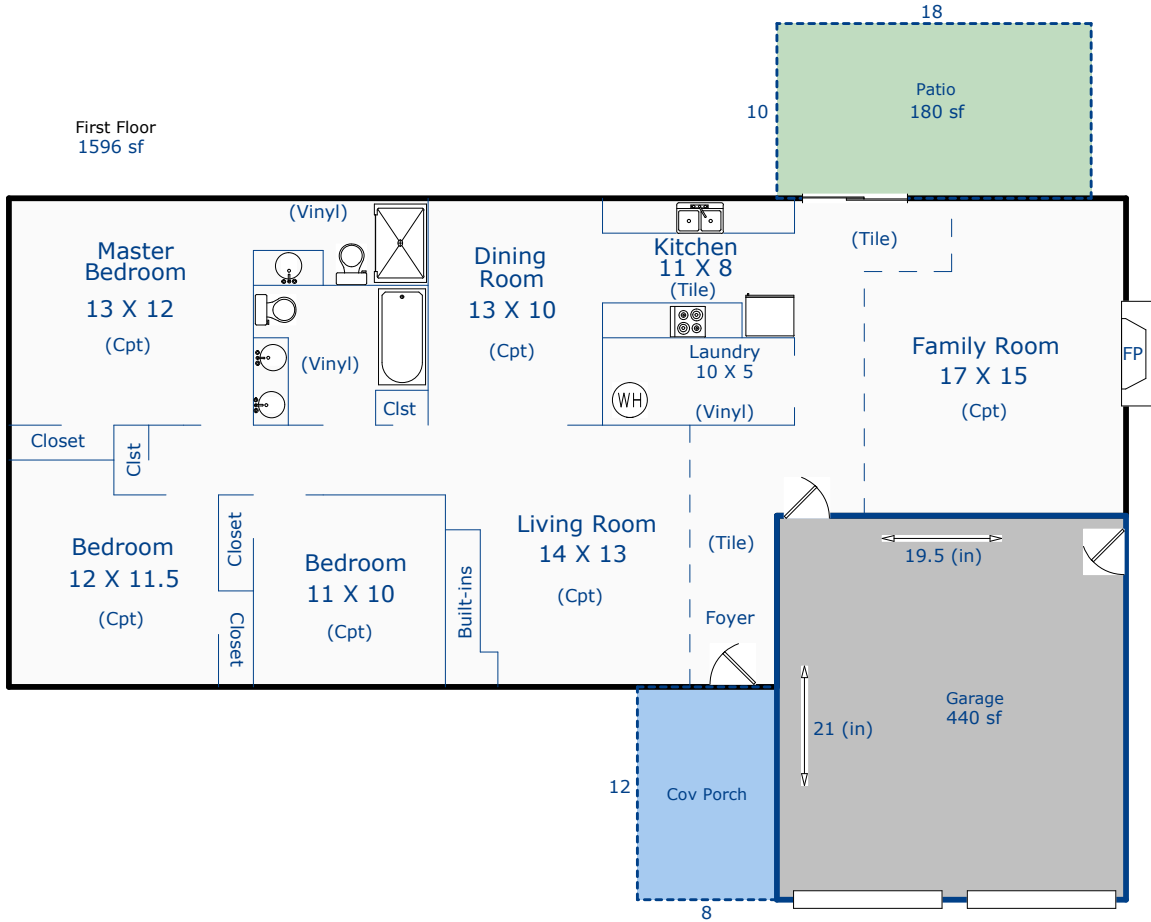 18
Patio
180 sf
10
First Floor
1596 sf
(Vinyl)
Master
Bedroom
13 X 12
(Cpt)
(Vinyl)
Clst
Dining
Room
13 X 10
(Cpt)
Kitchen
11 X 8
(Tile)
Laundry
10 X 5
(Vinyl)
WH
(Tile)
Family Room
17 X 15
(Cpt)
FP
Closet
Clst
Bedroom
12 X 11.5
(Cpt)
Closet
Closet
Bedroom
11 X 10
(Cpt)
Built-ins
Living Room
14 X 13
(Cpt)
(Tile)
Foyer
19.5 (in)
21 (in)
Garage
440 sf
12
Cov Porch
8